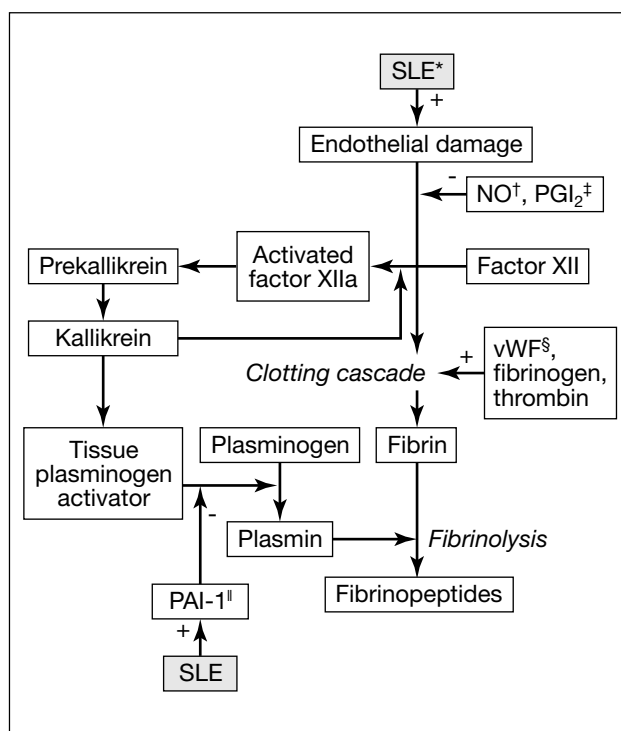 SLE*
+
Endothelial damage
-
NO†, PGI₂‡
Prekallikrein
Activated
factor XIIa
Factor XII
Kallikrein
Clotting cascade
+
vWF§,
fibrinogen,
thrombin
Tissue
plasminogen
activator
Plasminogen
Fibrin
-
Plasmin
Fibrinolysis
PAI-1‖
Fibrinopeptides
+
SLE